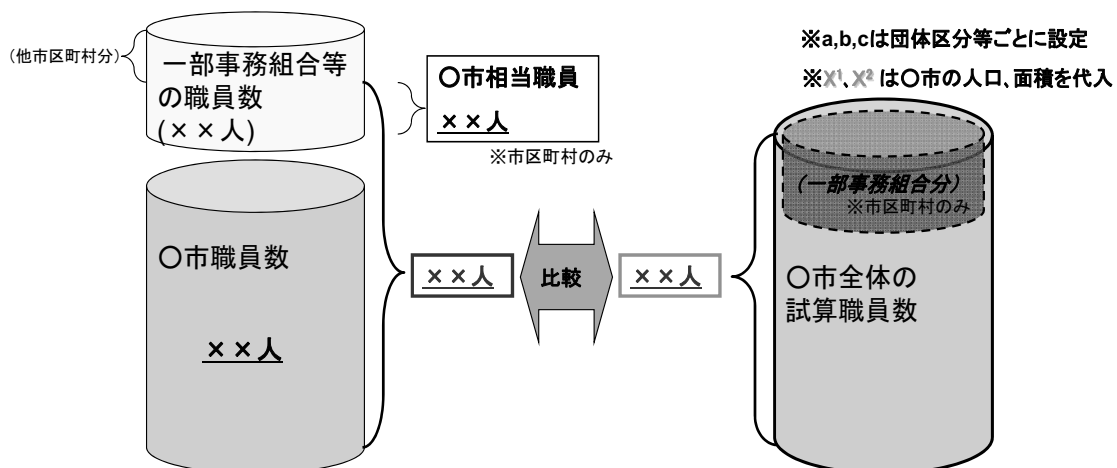 (他市区町村分)
一部事務組合等
の職員数
(××人)
〇市相当職員
××人
※市区町村のみ
※a,b,cは団体区分等ごとに設定
※X¹、X² は〇市の人口、面積を代入
〇市職員数
××人
××人
比較
××人
(一部事務組合分)
※市区町村のみ
〇市全体の
試算職員数